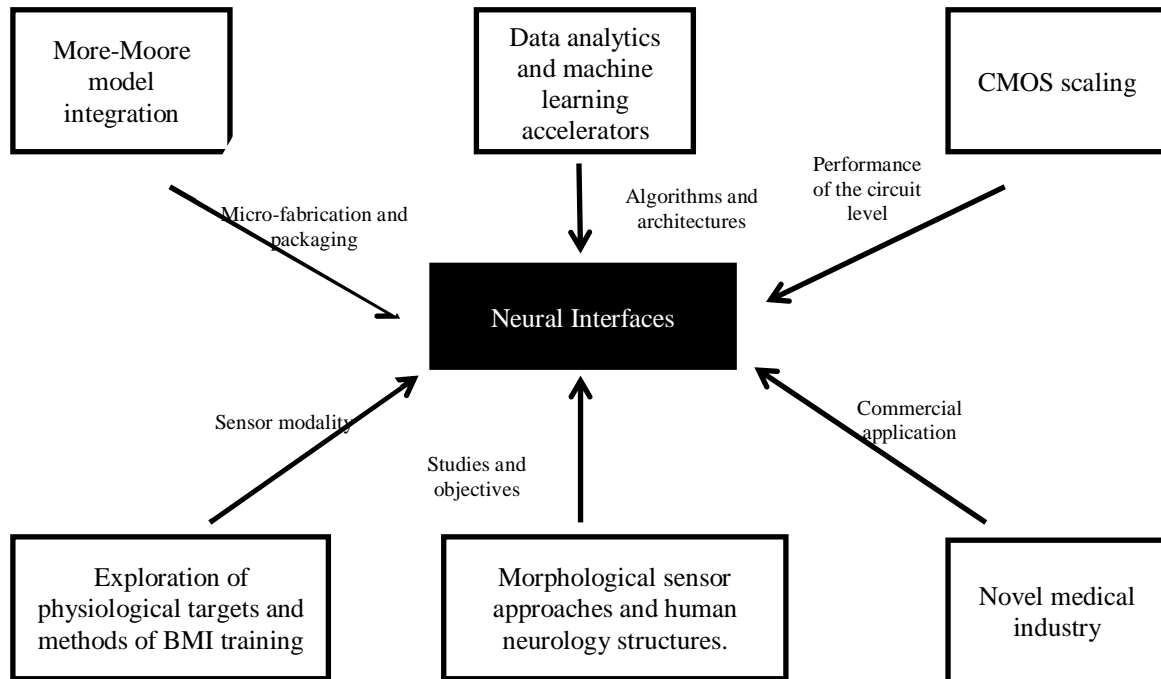 More-Moore
model
integration
Data analytics
and machine
learning
accelerators
CMOS scaling
Micro-fabrication and
packaging
Algorithms and
architectures
Performance
of the circuit
level
Neural Interfaces
Sensor modality
Studies and
objectives
Commercial
application
Exploration of
physiological targets and
methods of BMI training
Morphological sensor
approaches and human
neurology structures.
Novel medical
industry